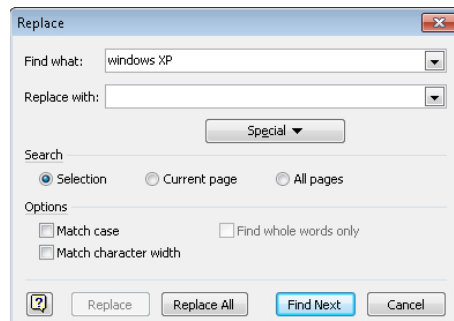 Replace
Find what: windows XP
Replace with:
Special
Search
Selection Current page All pages
Options
Match case Find whole words only
Match character width
? Replace Replace All Find Next Cancel